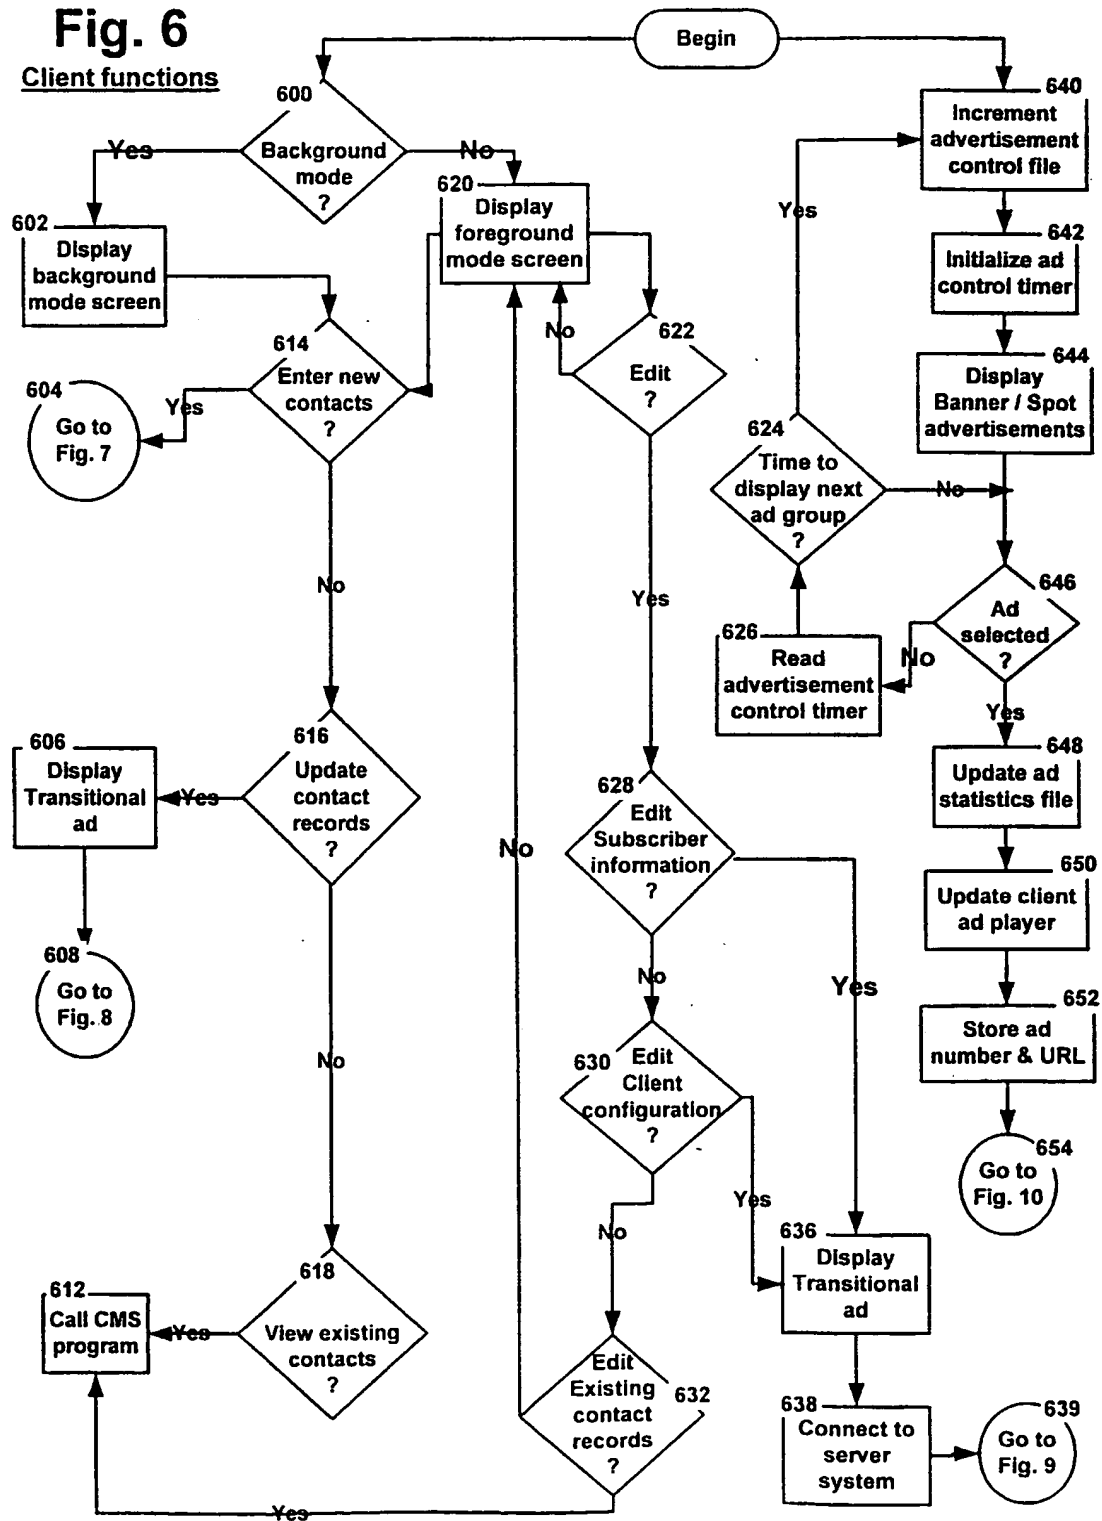 Fig. 6
Client functions
Begin
600
Background
mode
?
Yes
No
602
Display
background
mode screen
620
Display
foreground
mode screen
614
Enter new
contacts
?
Yes
604
Go to
Fig. 7
No
622
Edit
?
No
Yes
616
Update
contact
records
?
Yes
606
Display
Transitional
ad
608
Go to
Fig. 8
No
618
View existing
contacts
?
Yes
612
Call CMS
program
628
Edit
Subscriber
information
?
Yes
No
630
Edit
Client
configuration
?
Yes
No
632
Edit
Existing
contact
records
?
No
Yes
636
Display
Transitional
ad
638
Connect to
server
system
639
Go to
Fig. 9
640
Increment
advertisement
control file
642
Initialize ad
control timer
644
Display
Banner / Spot
advertisements
624
Time to
display next
ad group
?
Yes
No
626
Read
advertisement
control timer
646
Ad
selected
?
No
Yes
648
Update ad
statistics file
650
Update client
ad player
652
Store ad
number & URL
654
Go to
Fig. 10